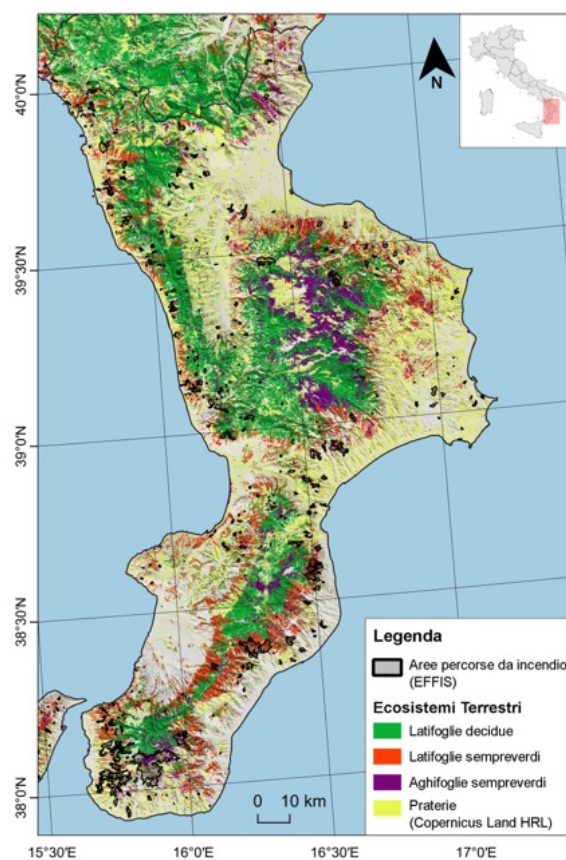 N
40°0'N
39°30'N
39°0'N
38°30'N
38°0'N
Legenda
Aree percorse da incendio
(EFFIS)
Ecosistemi Terrestri
Latifoglie decidue
Latifoglie sempreverdi
Aghifoglie sempreverdi
Praterie
(Copernicus Land HRL)
0 10 km
15°30'E
16°0'E
16°30'E
17°0'E